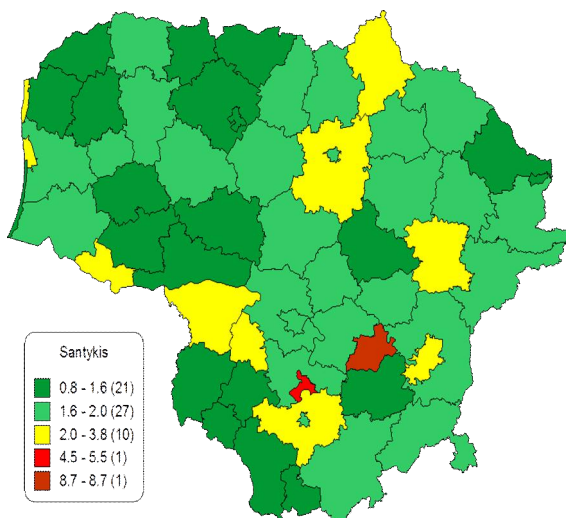 Santykis
0.8 - 1.6 (21)
1.6 - 2.0 (27)
2.0 - 3.8 (10)
4.5 - 5.5 (1)
8.7 - 8.7 (1)